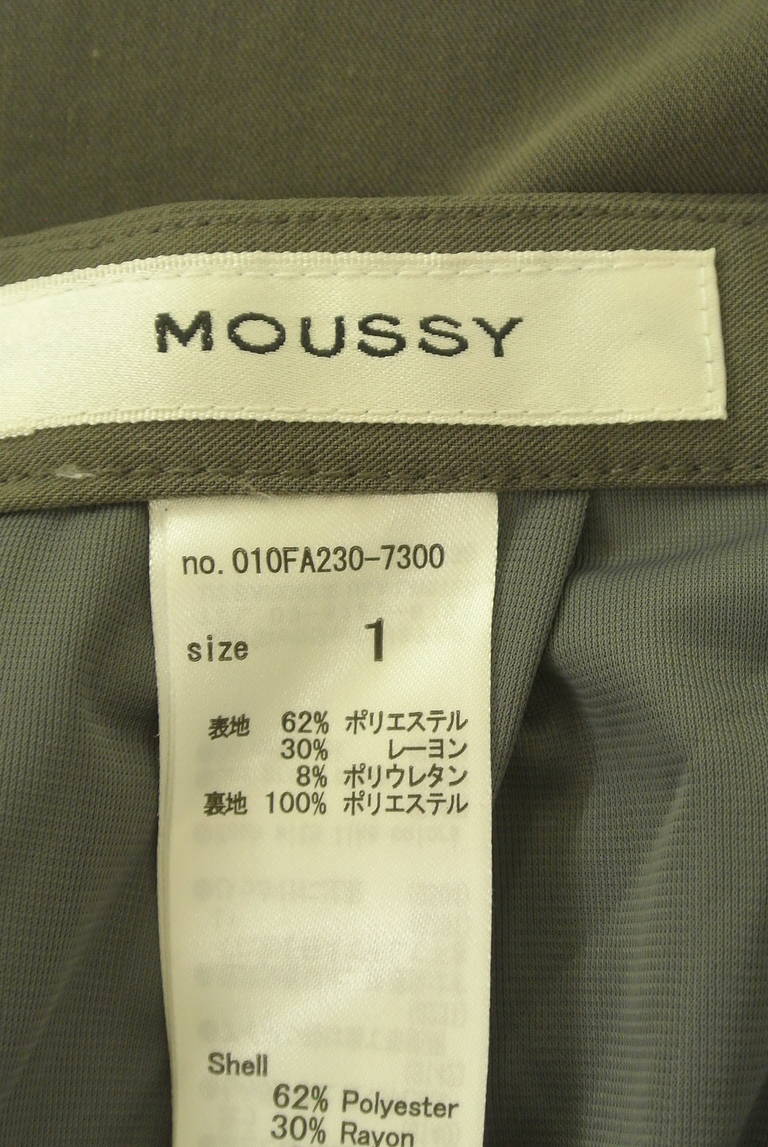 MOUSSY
no.010FA230-7300
size 1
表地 62% ポリエステル
30% レーヨン
8% ポリウレタン
裏地 100% ポリエステル
Shell
62% Polyester
30% Rayon